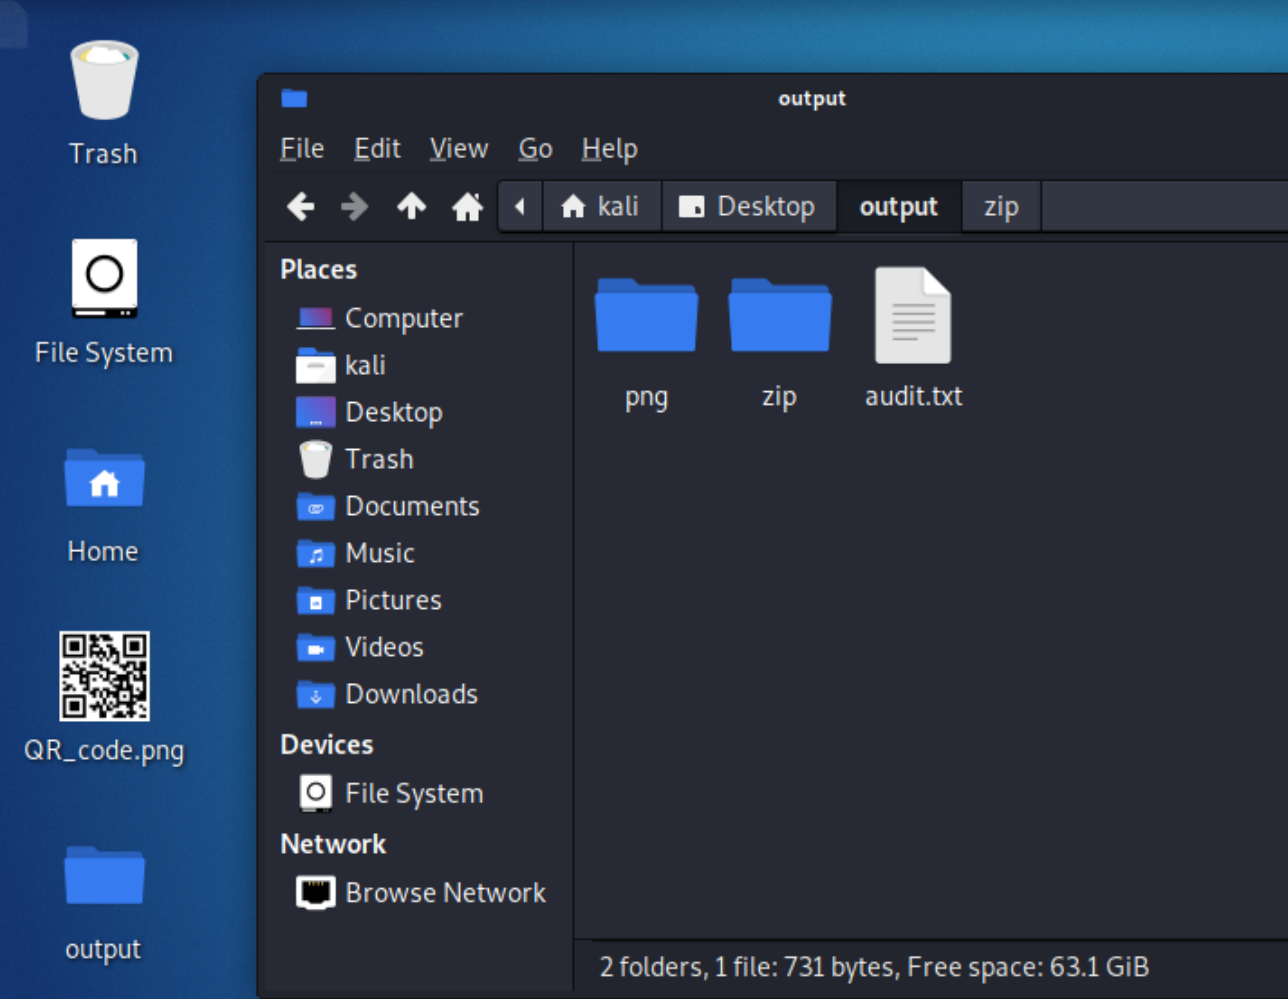 Trash
File System
Home
QR_code.png
output
output
File Edit View Go Help
kali Desktop output zip
Places
Computer
kali
Desktop
Trash
Documents
Music
Pictures
Videos
Downloads
Devices
File System
Network
Browse Network
png zip audit.txt
2 folders, 1 file: 731 bytes, Free space: 63.1 GiB